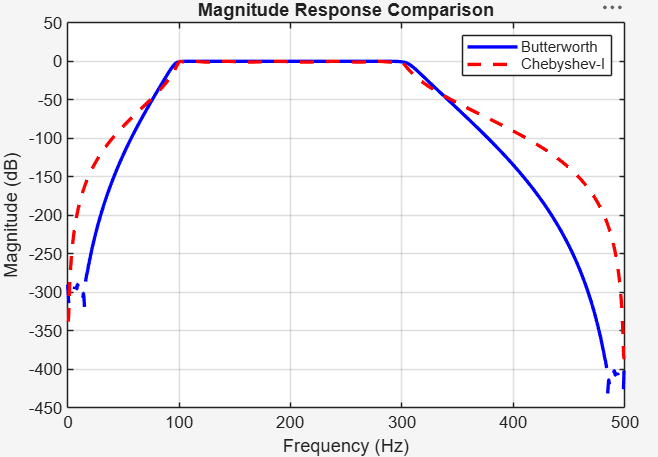 Magnitude Response Comparison
Butterworth
Chebyshev-I
50
0
-50
-100
-150
-200
-250
-300
-350
-400
-450
Magnitude (dB)
0 100 200 300 400 500
Frequency (Hz)